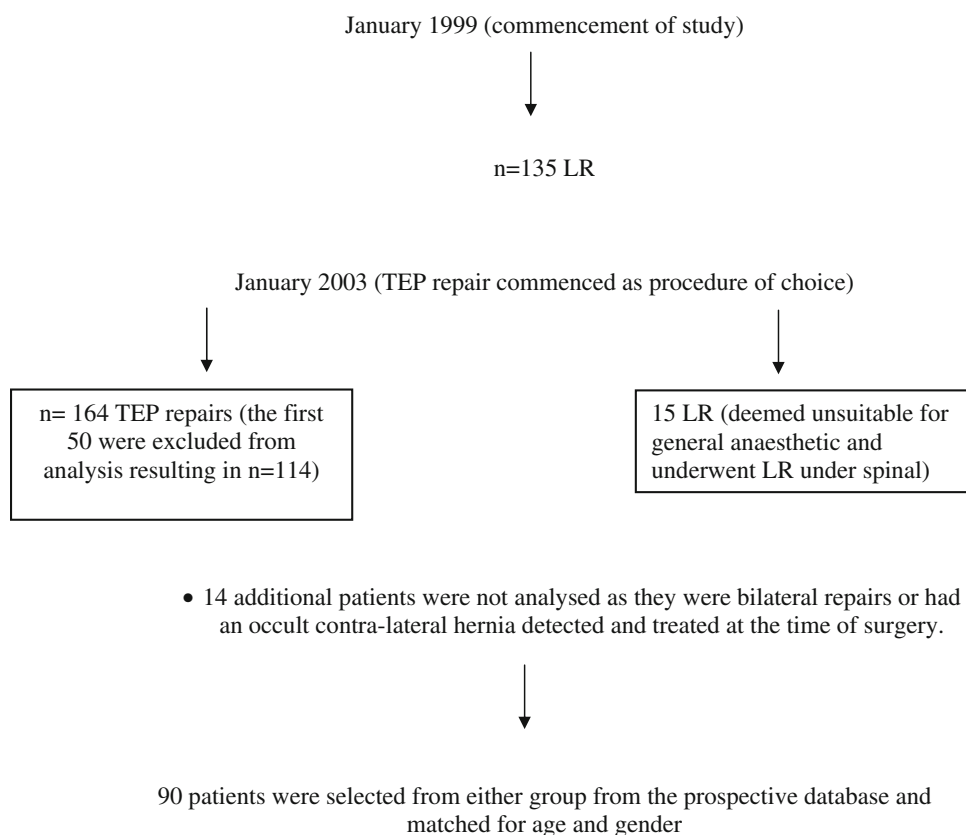 January 1999 (commencement of study)
n=135 LR
January 2003 (TEP repair commenced as procedure of choice)
n= 164 TEP repairs (the first
50 were excluded from
analysis resulting in n=114)
15 LR (deemed unsuitable for
general anaesthetic and
underwent LR under spinal)
• 14 additional patients were not analysed as they were bilateral repairs or had
an occult contra-lateral hernia detected and treated at the time of surgery.
90 patients were selected from either group from the prospective database and
matched for age and gender